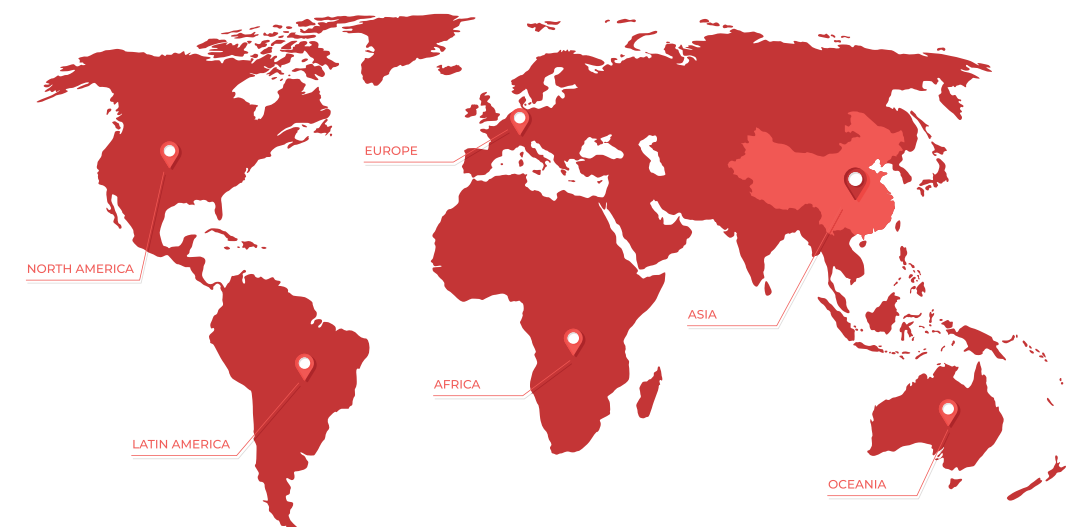 EUROPE
NORTH AMERICA
ASIA
AFRICA
LATIN AMERICA
OCEANIA